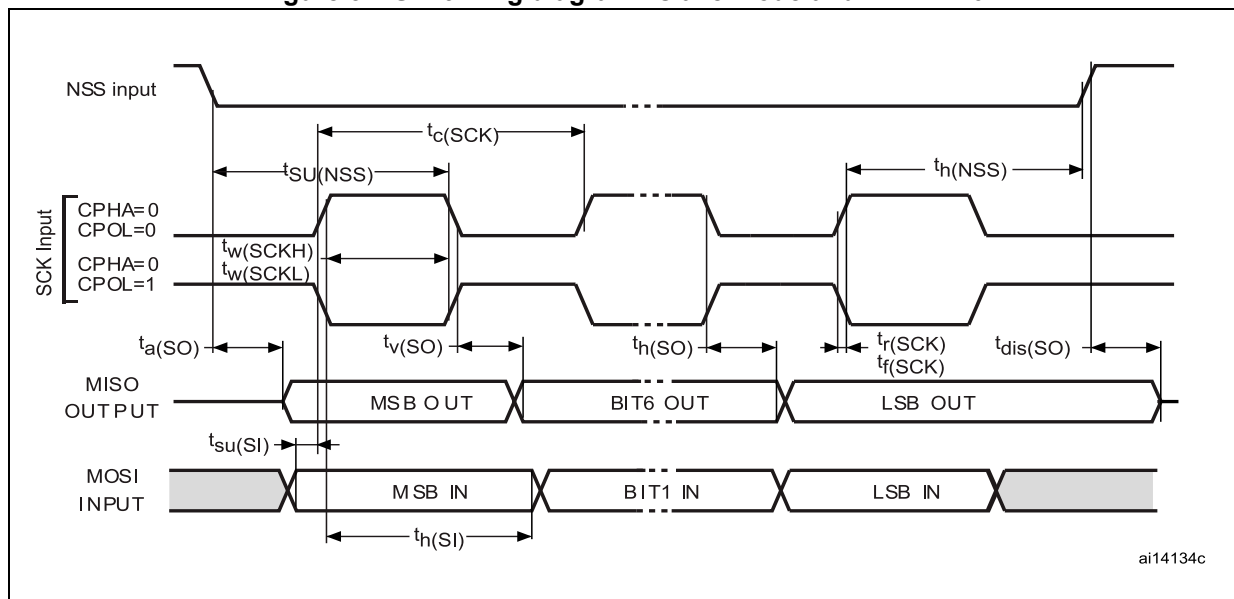 NSS input
tc(SCK)
tSU(NSS)
th(NSS)
SCK Input
CPHA=0
CPOL=0
tw(SCKH)
tw(SCKL)
CPHA=0
CPOL=1
ta(SO)
tv(SO)
th(SO)
tr(SCK)
tf(SCK)
tdis(SO)
MISO
OUTPUT
MSB OUT
BIT6 OUT
LSB OUT
tsu(SI)
MOSI
INPUT
MSB IN
BIT1 IN
LSB IN
th(SI)
ai14134c